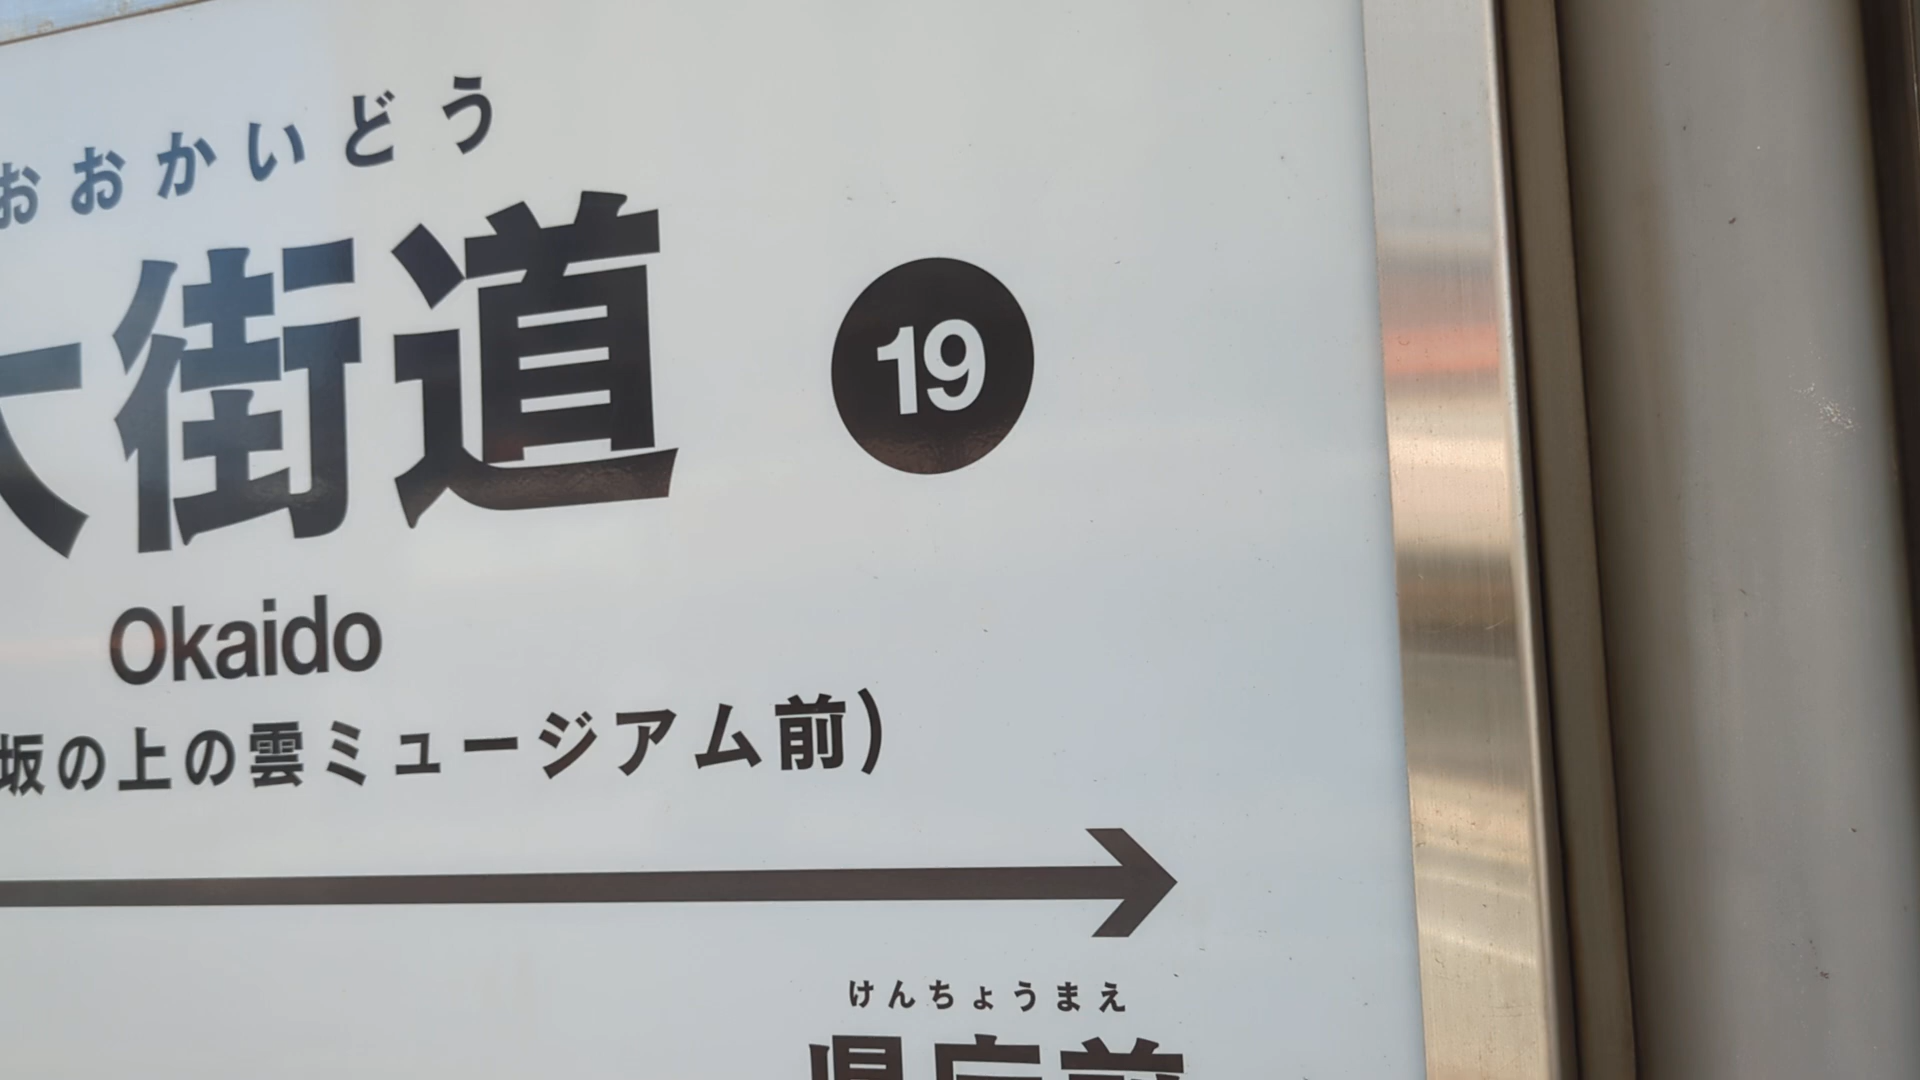 おおかいどう
大街道 19
Okaido
坂の上の雲ミュージアム前)
けんちょうまえ
県庁前